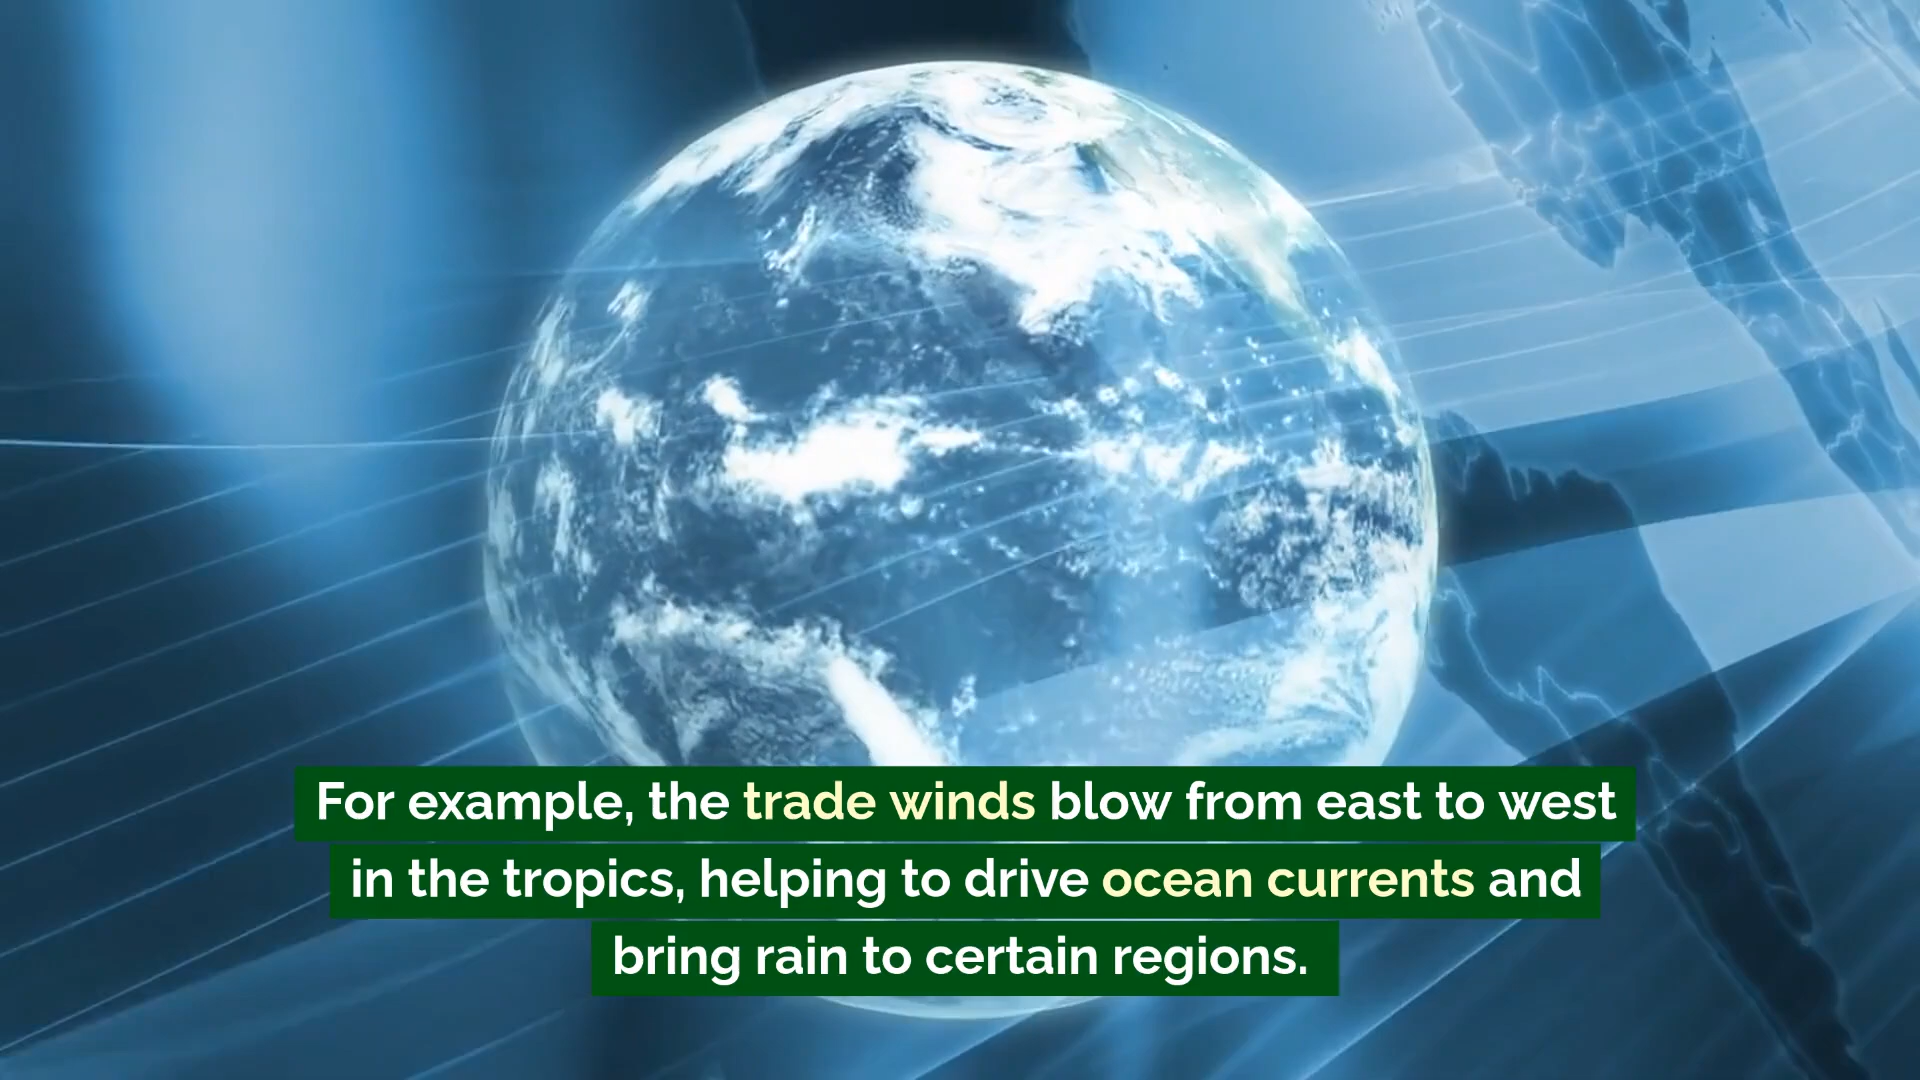 For example, the trade winds blow from east to west
in the tropics, helping to drive ocean currents and
bring rain to certain regions.